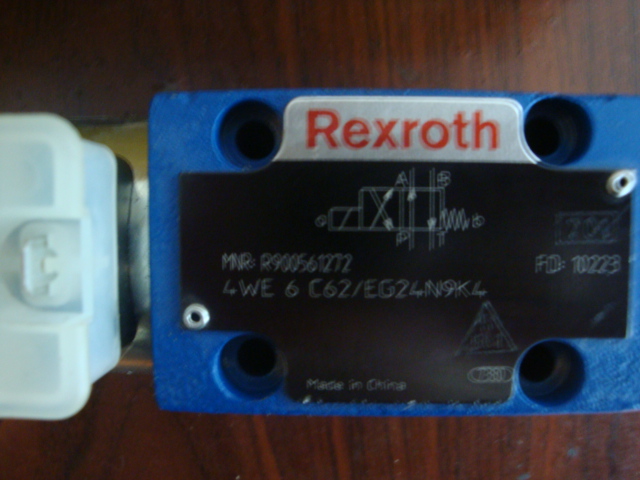 Rexroth
A B
a b
P T
MNR: R900561272 FD: 10223
4WE 6 C62/EG24N9K4
Made in China